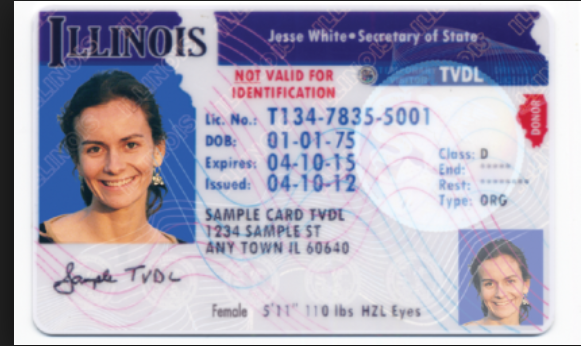 ILLINOIS
Jesse White•Secretary of State
NOT VALID FOR
IDENTIFICATION
TVDL
Lic. No.: T134-7835-5001
DOB: 01-01-75
Expires: 04-10-15
Issued: 04-10-12
Class: D
End: *****
Rest: ********
Type: ORG
DONOR
SAMPLE CARD TVDL
1234 SAMPLE ST
ANY TOWN IL 60640
Sample TVDL
Female 5'11" 110 lbs HZL Eyes